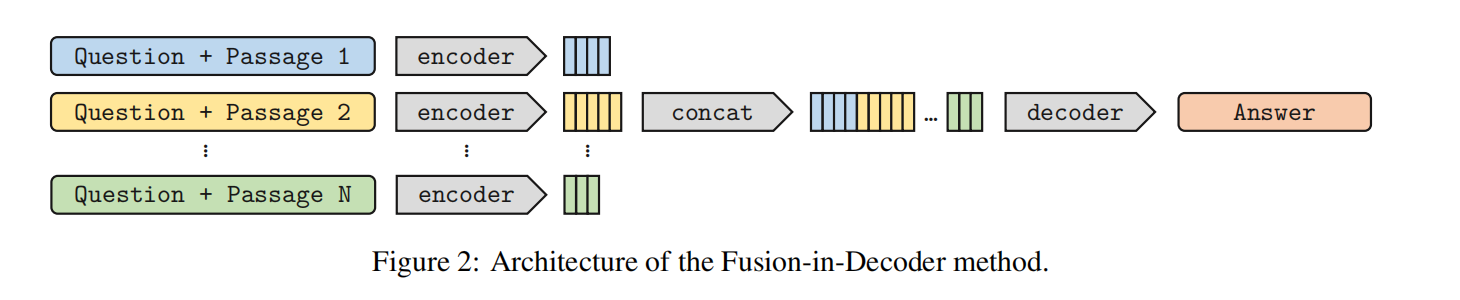 Question + Passage 1 encoder
Question + Passage 2 encoder concat … decoder Answer
⋮ ⋮ ⋮
Question + Passage N encoder
Figure 2: Architecture of the Fusion-in-Decoder method.